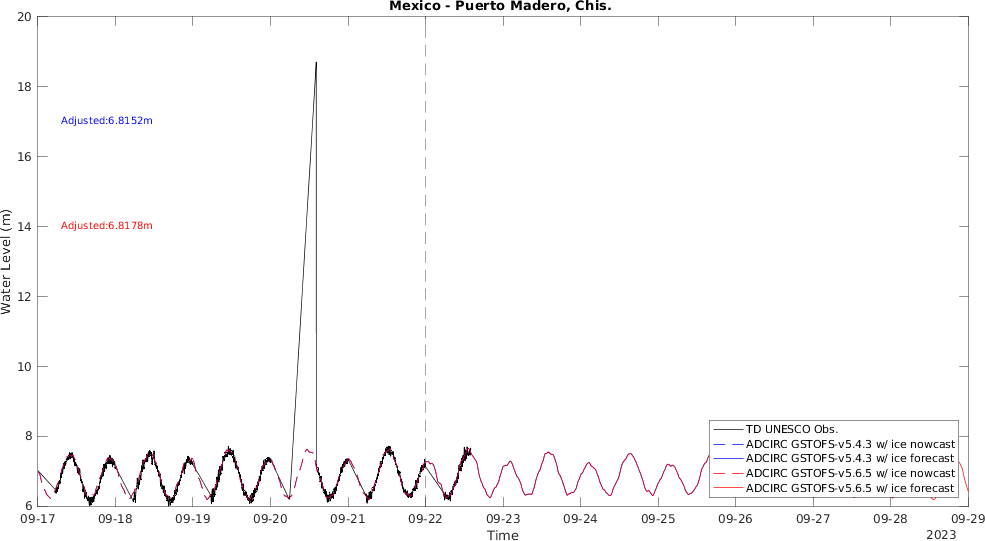 Mexico - Puerto Madero, Chis.
20
18
16
14
12
10
8
6
Water Level (m)
Adjusted:6.8152m
Adjusted:6.8178m
TD UNESCO Obs.
ADCIRC GSTOFS-v5.4.3 w/ ice nowcast
ADCIRC GSTOFS-v5.4.3 w/ ice forecast
ADCIRC GSTOFS-v5.6.5 w/ ice nowcast
ADCIRC GSTOFS-v5.6.5 w/ ice forecast
09-17 09-18 09-19 09-20 09-21 09-22 09-23 09-24 09-25 09-26 09-27 09-28 09-29
Time
2023